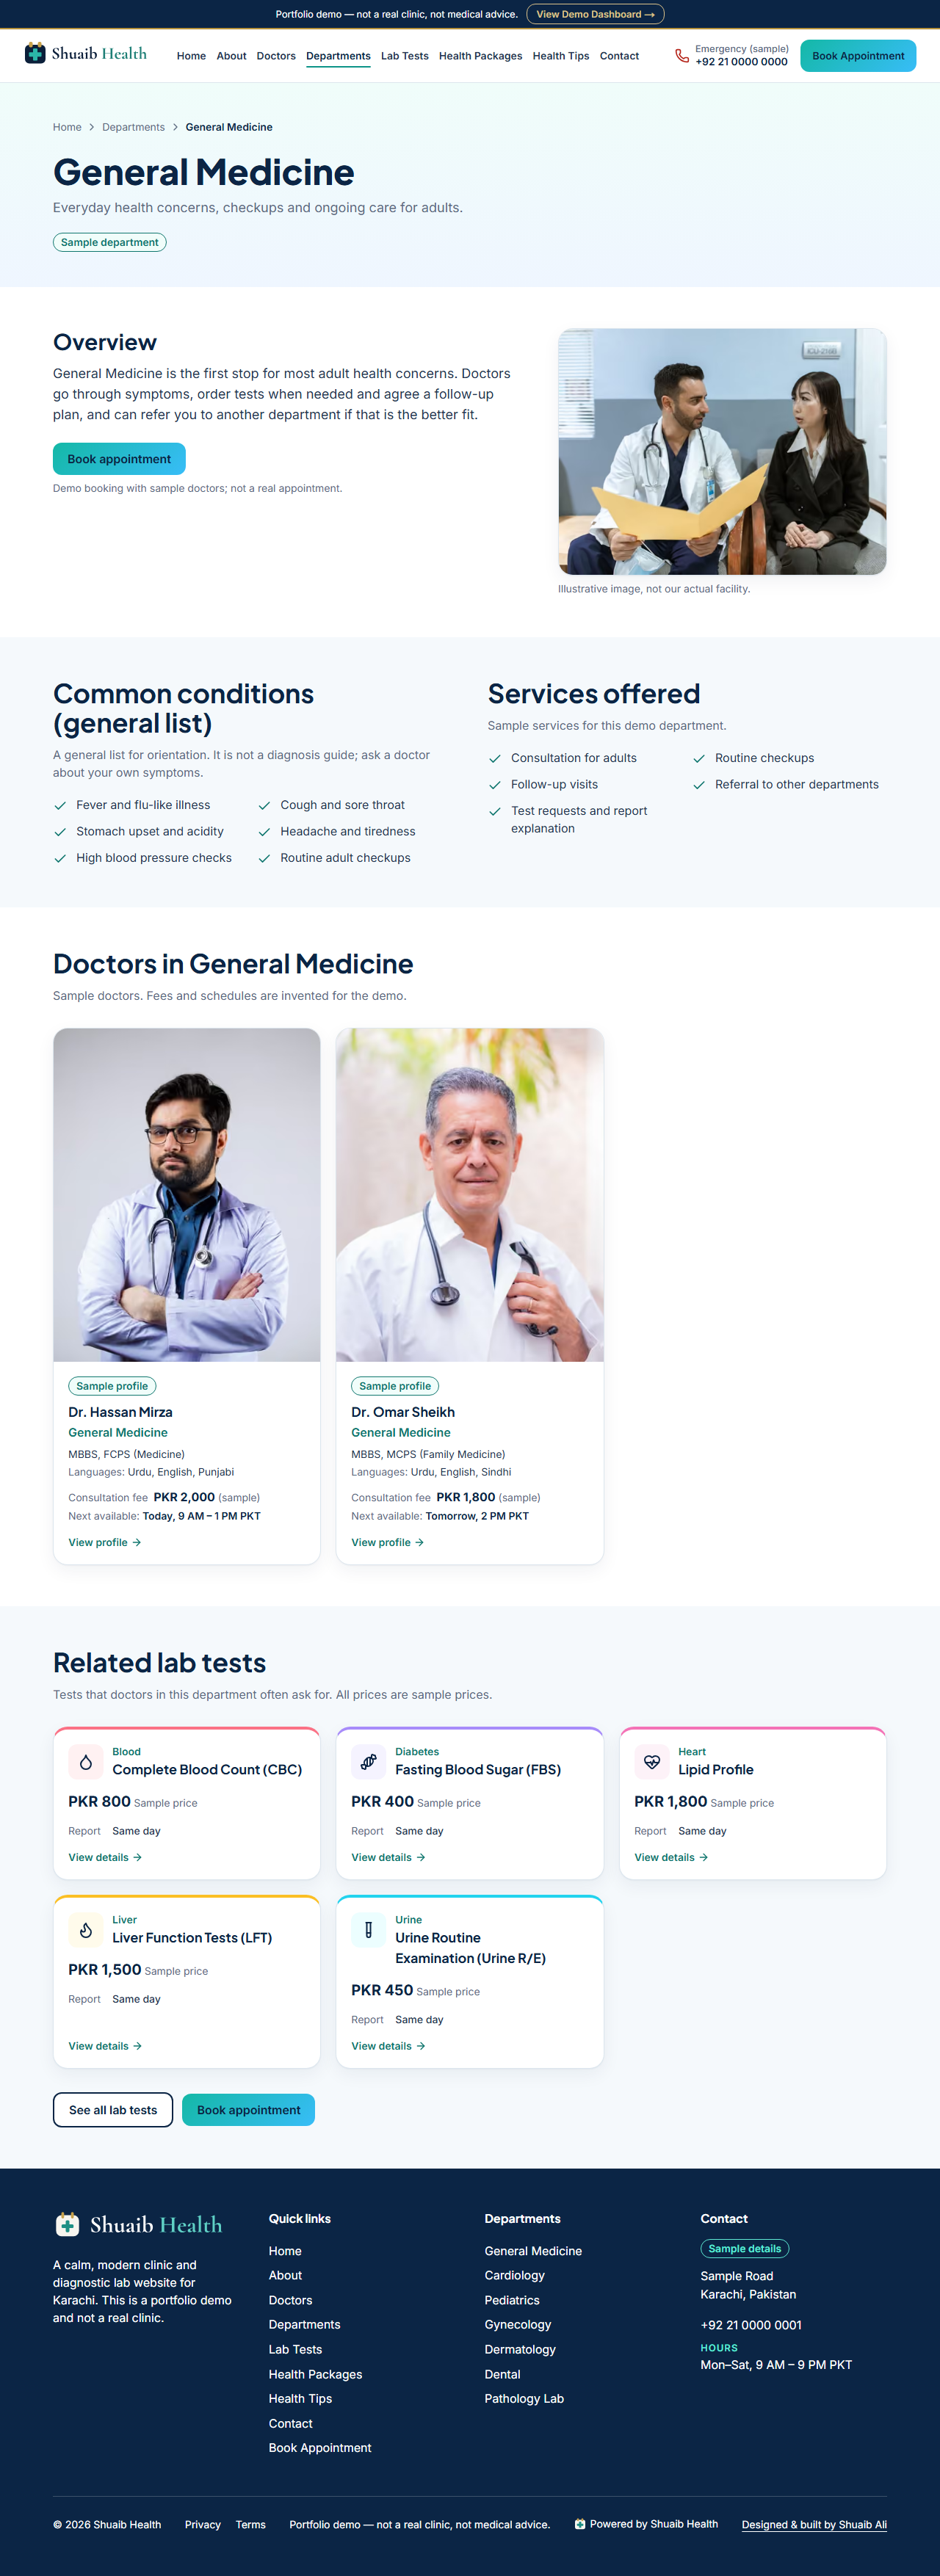 Portfolio demo — not a real clinic, not medical advice. View Demo Dashboard →
Shuaib Health
Home About Doctors Departments Lab Tests Health Packages Health Tips Contact
Emergency (sample)
+92 21 0000 0000
Book Appointment
Home > Departments > General Medicine
General Medicine
Everyday health concerns, checkups and ongoing care for adults.
Sample department
Overview
General Medicine is the first stop for most adult health concerns. Doctors
go through symptoms, order tests when needed and agree a follow-up
plan, and can refer you to another department if that is the better fit.
Book appointment
Demo booking with sample doctors; not a real appointment.
Illustrative image, not our actual facility.
Common conditions
(general list)
A general list for orientation. It is not a diagnosis guide; ask a doctor
about your own symptoms.
Fever and flu-like illness
Cough and sore throat
Stomach upset and acidity
Headache and tiredness
High blood pressure checks
Routine adult checkups
Services offered
Sample services for this demo department.
Consultation for adults
Routine checkups
Follow-up visits
Referral to other departments
Test requests and report
explanation
Doctors in General Medicine
Sample doctors. Fees and schedules are invented for the demo.
Sample profile
Dr. Hassan Mirza
General Medicine
MBBS, FCPS (Medicine)
Languages: Urdu, English, Punjabi
Consultation fee PKR 2,000 (sample)
Next available: Today, 9 AM – 1 PM PKT
View profile →
Sample profile
Dr. Omar Sheikh
General Medicine
MBBS, MCPS (Family Medicine)
Languages: Urdu, English, Sindhi
Consultation fee PKR 1,800 (sample)
Next available: Tomorrow, 2 PM PKT
View profile →
Related lab tests
Tests that doctors in this department often ask for. All prices are sample prices.
Blood
Complete Blood Count (CBC)
PKR 800 Sample price
Report Same day
View details →
Diabetes
Fasting Blood Sugar (FBS)
PKR 400 Sample price
Report Same day
View details →
Heart
Lipid Profile
PKR 1,800 Sample price
Report Same day
View details →
Liver
Liver Function Tests (LFT)
PKR 1,500 Sample price
Report Same day
View details →
Urine
Urine Routine
Examination (Urine R/E)
PKR 450 Sample price
Report Same day
View details →
See all lab tests
Book appointment
Shuaib Health
A calm, modern clinic and
diagnostic lab website for
Karachi. This is a portfolio demo
and not a real clinic.
Quick links
Home
About
Doctors
Departments
Lab Tests
Health Packages
Health Tips
Contact
Book Appointment
Departments
General Medicine
Cardiology
Pediatrics
Gynecology
Dermatology
Dental
Pathology Lab
Contact
Sample details
Sample Road
Karachi, Pakistan
+92 21 0000 0001
HOURS
Mon–Sat, 9 AM – 9 PM PKT
© 2026 Shuaib Health Privacy Terms Portfolio demo — not a real clinic, not medical advice. Powered by Shuaib Health Designed & built by Shuaib Ali